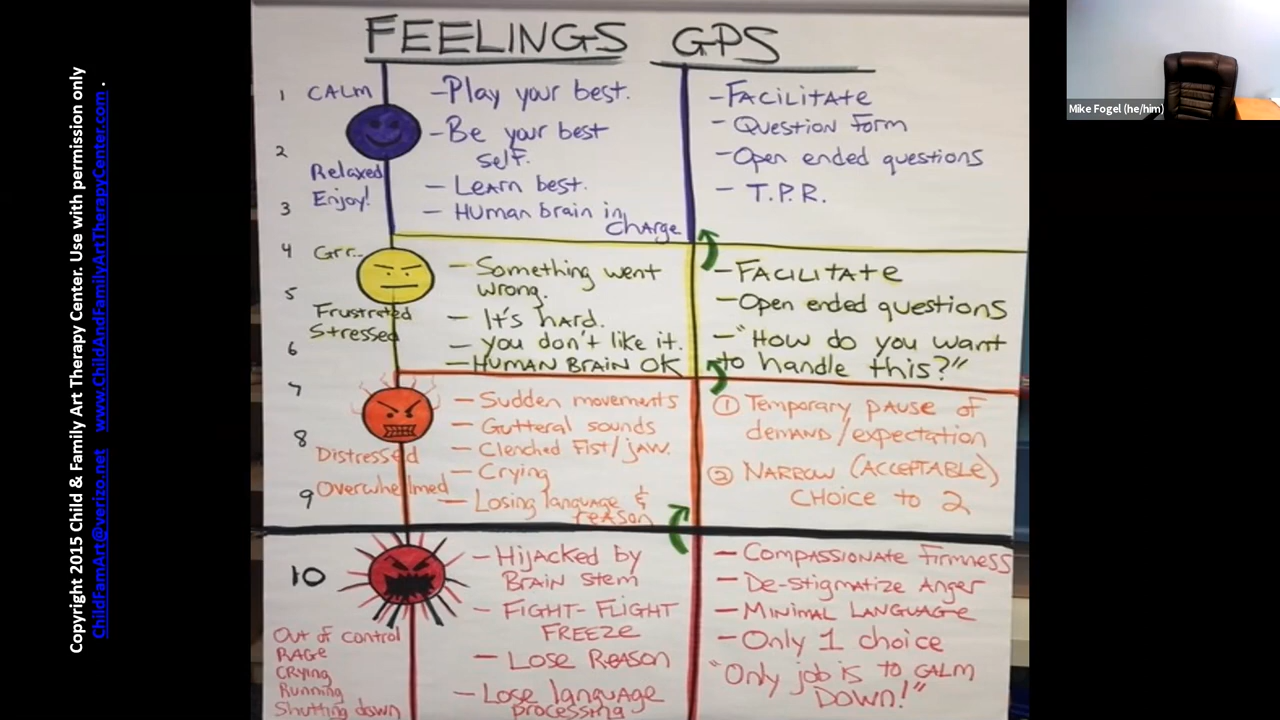 FEELINGS GPS
1 CALM
2
Relaxed
Enjoy!
3
- Play your best.
- Be your best
self.
- Learn best.
- Human brain in
charge
- FACILITATE
- Question Form
- Open ended questions
- T.P.R.
4 Grr...
5
Frustrated
Stressed
6
- Something went
wrong.
- It's hard.
- you don't like it.
- HUMAN BRAIN OK
- FACILITATE
- Open ended questions
- "How do you want
to handle this?"
7
8
Distressed
9 Overwhelmed
- Sudden movements
- Gutteral sounds
- Clenched Fist/jaw.
- Crying
- Losing language &
reason
① Temporary pause of
demand/expectation
② NARROW (ACCEPTABLE)
CHOICE to 2
10
Out of control
RAGE
CRying
Running
Shutting down
- Hijacked by
BRAIN Stem
- FIGHT-FLIGHT
FREEZE
- Lose Reason
- Lose language
processing
- Compassionate firmness
- De-stigmatize Anger
- Minimal LANGUAGE
- Only 1 choice
"Only job is to CALM
DOWN!"
Copyright 2015 Child & Family Art Therapy Center. Use with permission only
ChildFamArt@verizo.net www.ChildAndFamilyArtTherapyCenter.com .
Mike Fogel (he/him)